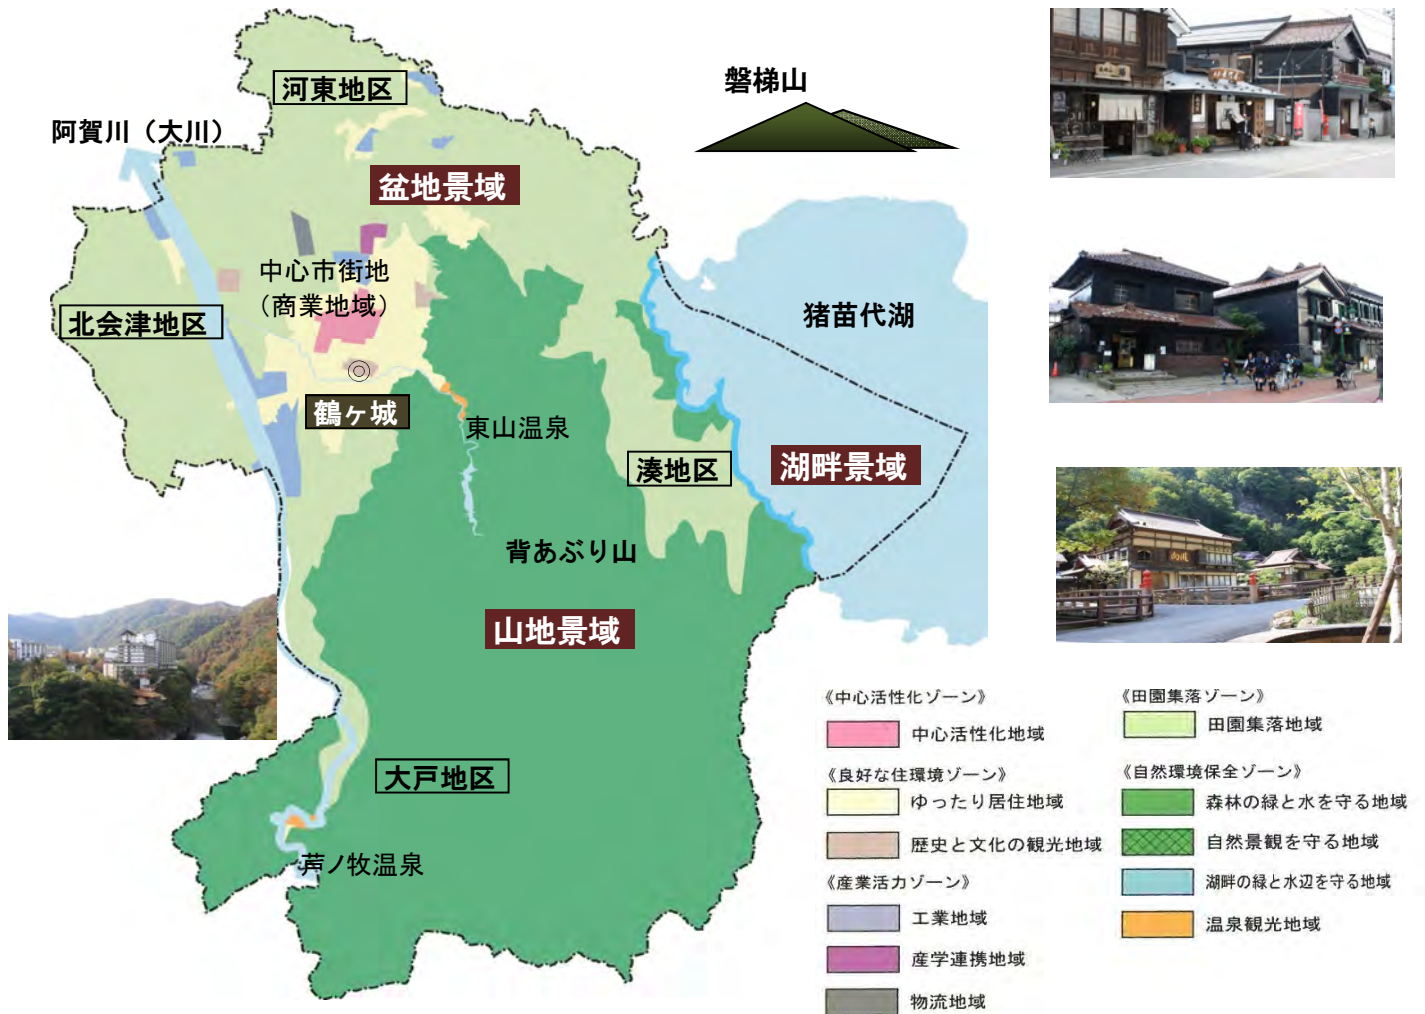 河東地区
磐梯山
阿賀川（大川）
盆地景域
中心市街地
（商業地域）
北会津地区
猪苗代湖
鶴ヶ城
東山温泉
湊地区
湖畔景域
背あぶり山
山地景域
大戸地区
芦ノ牧温泉
《中心活性化ゾーン》
中心活性化地域
《良好な住環境ゾーン》
ゆったり居住地域
歴史と文化の観光地域
《産業活力ゾーン》
工業地域
産学連携地域
物流地域
《田園集落ゾーン》
田園集落地域
《自然環境保全ゾーン》
森林の緑と水を守る地域
自然景観を守る地域
湖畔の緑と水辺を守る地域
温泉観光地域